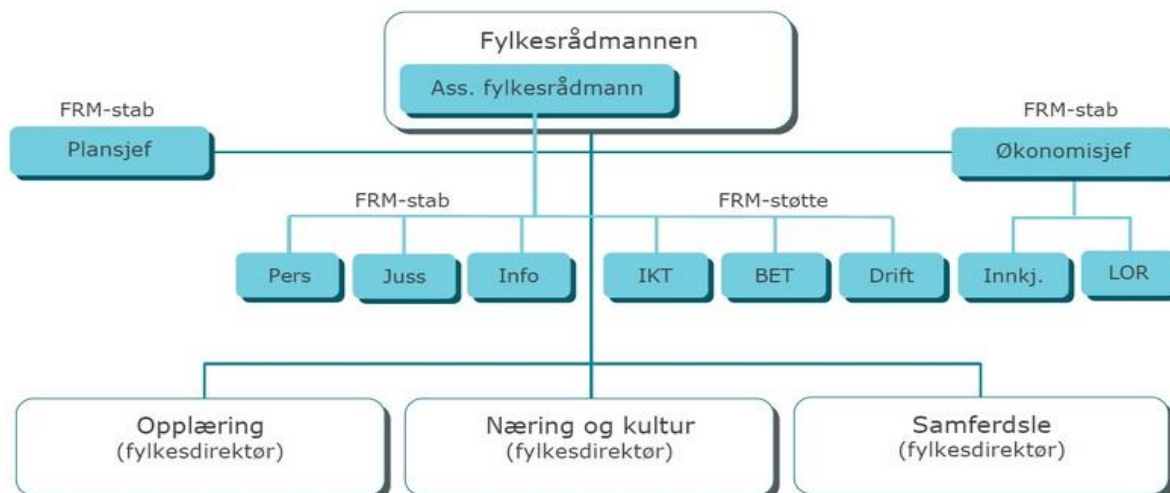 Fylkesrådmannen
Ass. fylkesrådmann
FRM-stab
Plansjef
FRM-stab
Økonomisjef
FRM-stab
FRM-støtte
Pers
Juss
Info
IKT
BET
Drift
Innkj.
LOR
Opplæring
(fylkesdirektør)
Næring og kultur
(fylkesdirektør)
Samferdsle
(fylkesdirektør)